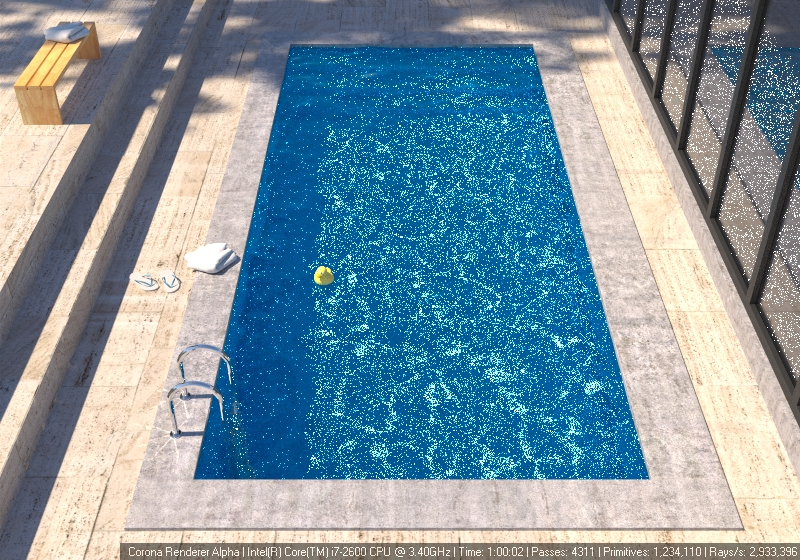 Corona Renderer Alpha | Intel(R) Core(TM) i7-2600 CPU @ 3.40GHz | Time: 1:00:02 | Passes: 4311 | Primitives: 1,234,110 | Rays/s: 2,933,396